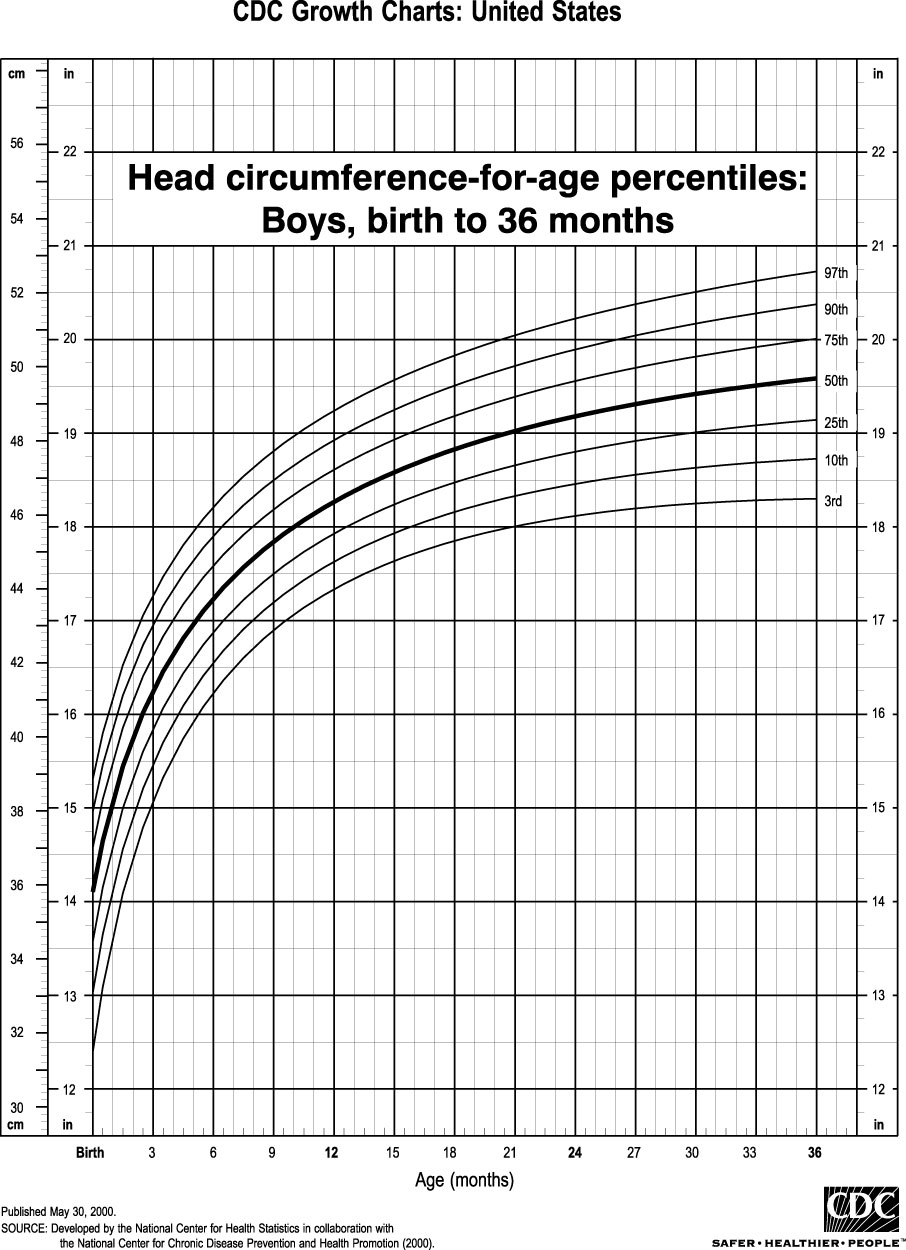 CDC Growth Charts: United States
cm
in
in
56
22
22
Head circumference-for-age percentiles:
Boys, birth to 36 months
54
21
21
97th
52
90th
20
75th
20
50
50th
25th
19
19
48
10th
3rd
46
18
18
44
17
17
42
16
16
40
15
15
38
36
14
14
34
13
13
32
12
12
30
cm
in
in
Birth 3 6 9 12 15 18 21 24 27 30 33 36
Age (months)
Published May 30, 2000.
SOURCE: Developed by the National Center for Health Statistics in collaboration with
the National Center for Chronic Disease Prevention and Health Promotion (2000).
CDC
SAFER • HEALTHIER • PEOPLE™